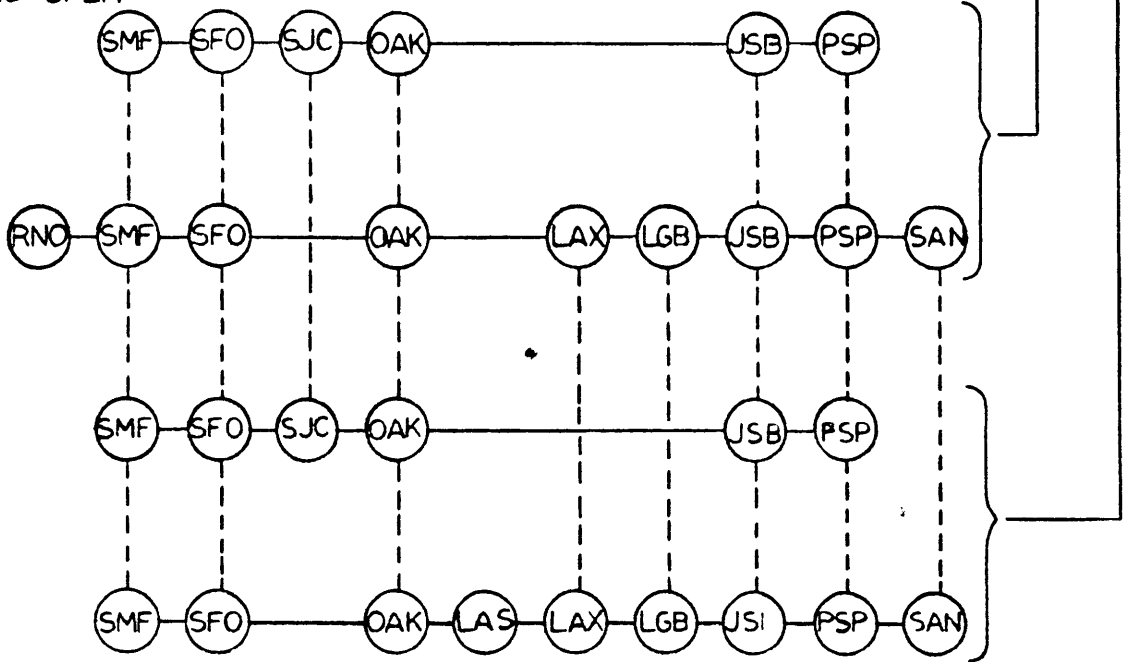 SMF SFO SJC OAK JSB PSP
RNO SMF SFO OAK LAX LGB JSB PSP SAN
SMF SFO SJC OAK JSB PSP
SMF SFO OAK LAS LAX LGB JSI PSP SAN